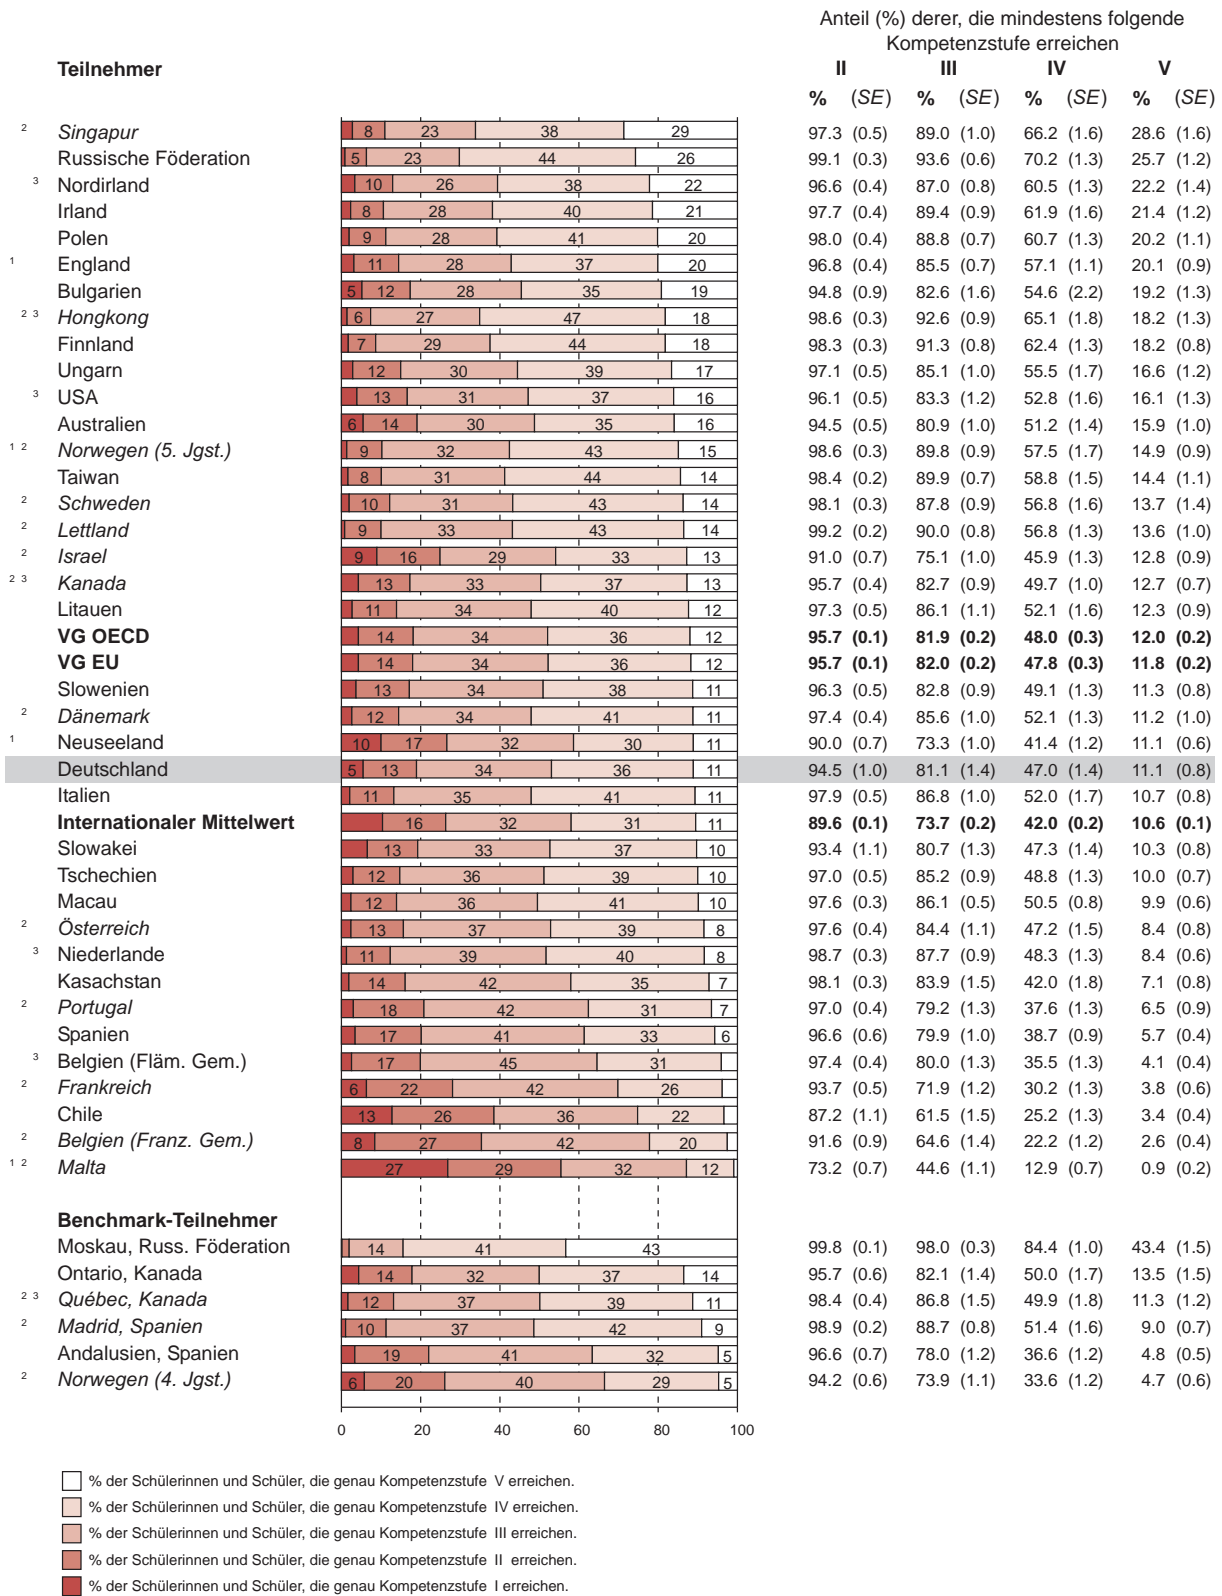 Anteil (%) derer, die mindestens folgende
Kompetenzstufe erreichen
Teilnehmer II III IV V
% (SE) % (SE) % (SE) % (SE)
2 Singapur 8 23 38 29 97.3 (0.5) 89.0 (1.0) 66.2 (1.6) 28.6 (1.6)
Russische Föderation 5 23 44 26 99.1 (0.3) 93.6 (0.6) 70.2 (1.3) 25.7 (1.2)
3 Nordirland 10 26 38 22 96.6 (0.4) 87.0 (0.8) 60.5 (1.3) 22.2 (1.4)
Irland 8 28 40 21 97.7 (0.4) 89.4 (0.9) 61.9 (1.6) 21.4 (1.2)
Polen 9 28 41 20 98.0 (0.4) 88.8 (0.7) 60.7 (1.3) 20.2 (1.1)
1 England 11 28 37 20 96.8 (0.4) 85.5 (0.7) 57.1 (1.1) 20.1 (0.9)
Bulgarien 5 12 28 35 19 94.8 (0.9) 82.6 (1.6) 54.6 (2.2) 19.2 (1.3)
2 3 Hongkong 6 27 47 18 98.6 (0.3) 92.6 (0.9) 65.1 (1.8) 18.2 (1.3)
Finnland 7 29 44 18 98.3 (0.3) 91.3 (0.8) 62.4 (1.3) 18.2 (0.8)
Ungarn 12 30 39 17 97.1 (0.5) 85.1 (1.0) 55.5 (1.7) 16.6 (1.2)
3 USA 13 31 37 16 96.1 (0.5) 83.3 (1.2) 52.8 (1.6) 16.1 (1.3)
Australien 6 14 30 35 16 94.5 (0.5) 80.9 (1.0) 51.2 (1.4) 15.9 (1.0)
1 2 Norwegen (5. Jgst.) 9 32 43 15 98.6 (0.3) 89.8 (0.9) 57.5 (1.7) 14.9 (0.9)
Taiwan 8 31 44 14 98.4 (0.2) 89.9 (0.7) 58.8 (1.5) 14.4 (1.1)
2 Schweden 10 31 43 14 98.1 (0.3) 87.8 (0.9) 56.8 (1.6) 13.7 (1.4)
2 Lettland 9 33 43 14 99.2 (0.2) 90.0 (0.8) 56.8 (1.3) 13.6 (1.0)
2 Israel 9 16 29 33 13 91.0 (0.7) 75.1 (1.0) 45.9 (1.3) 12.8 (0.9)
2 3 Kanada 13 33 37 13 95.7 (0.4) 82.7 (0.9) 49.7 (1.0) 12.7 (0.7)
Litauen 11 34 40 12 97.3 (0.5) 86.1 (1.1) 52.1 (1.6) 12.3 (0.9)
VG OECD 14 34 36 12 95.7 (0.1) 81.9 (0.2) 48.0 (0.3) 12.0 (0.2)
VG EU 14 34 36 12 95.7 (0.1) 82.0 (0.2) 47.8 (0.3) 11.8 (0.2)
Slowenien 13 34 38 11 96.3 (0.5) 82.8 (0.9) 49.1 (1.3) 11.3 (0.8)
2 Dänemark 12 34 41 11 97.4 (0.4) 85.6 (1.0) 52.1 (1.3) 11.2 (1.0)
1 Neuseeland 10 17 32 30 11 90.0 (0.7) 73.3 (1.0) 41.4 (1.2) 11.1 (0.6)
Deutschland 5 13 34 36 11 94.5 (1.0) 81.1 (1.4) 47.0 (1.4) 11.1 (0.8)
Italien 11 35 41 11 97.9 (0.5) 86.8 (1.0) 52.0 (1.7) 10.7 (0.8)
Internationaler Mittelwert 16 32 31 11 89.6 (0.1) 73.7 (0.2) 42.0 (0.2) 10.6 (0.1)
Slowakei 13 33 37 10 93.4 (1.1) 80.7 (1.3) 47.3 (1.4) 10.3 (0.8)
Tschechien 12 36 39 10 97.0 (0.5) 85.2 (0.9) 48.8 (1.3) 10.0 (0.7)
Macau 12 36 41 10 97.6 (0.3) 86.1 (0.5) 50.5 (0.8) 9.9 (0.6)
2 Österreich 13 37 39 8 97.6 (0.4) 84.4 (1.1) 47.2 (1.5) 8.4 (0.8)
3 Niederlande 11 39 40 8 98.7 (0.3) 87.7 (0.9) 48.3 (1.3) 8.4 (0.6)
Kasachstan 14 42 35 7 98.1 (0.3) 83.9 (1.5) 42.0 (1.8) 7.1 (0.8)
2 Portugal 18 42 31 7 97.0 (0.4) 79.2 (1.3) 37.6 (1.3) 6.5 (0.9)
Spanien 17 41 33 6 96.6 (0.6) 79.9 (1.0) 38.7 (0.9) 5.7 (0.4)
3 Belgien (Fläm. Gem.) 17 45 31 97.4 (0.4) 80.0 (1.3) 35.5 (1.3) 4.1 (0.4)
2 Frankreich 6 22 42 26 93.7 (0.5) 71.9 (1.2) 30.2 (1.3) 3.8 (0.6)
Chile 13 26 36 22 87.2 (1.1) 61.5 (1.5) 25.2 (1.3) 3.4 (0.4)
2 Belgien (Franz. Gem.) 8 27 42 20 91.6 (0.9) 64.6 (1.4) 22.2 (1.2) 2.6 (0.4)
1 2 Malta 27 29 32 12 73.2 (0.7) 44.6 (1.1) 12.9 (0.7) 0.9 (0.2)
Benchmark-Teilnehmer
Moskau, Russ. Föderation 14 41 43 99.8 (0.1) 98.0 (0.3) 84.4 (1.0) 43.4 (1.5)
Ontario, Kanada 14 32 37 14 95.7 (0.6) 82.1 (1.4) 50.0 (1.7) 13.5 (1.5)
2 3 Québec, Kanada 12 37 39 11 98.4 (0.4) 86.8 (1.5) 49.9 (1.8) 11.3 (1.2)
2 Madrid, Spanien 10 37 42 9 98.9 (0.2) 88.7 (0.8) 51.4 (1.6) 9.0 (0.7)
Andalusien, Spanien 19 41 32 5 96.6 (0.7) 78.0 (1.2) 36.6 (1.2) 4.8 (0.5)
2 Norwegen (4. Jgst.) 6 20 40 29 5 94.2 (0.6) 73.9 (1.1) 33.6 (1.2) 4.7 (0.6)
0 20 40 60 80 100
% der Schülerinnen und Schüler, die genau Kompetenzstufe V erreichen.
% der Schülerinnen und Schüler, die genau Kompetenzstufe IV erreichen.
% der Schülerinnen und Schüler, die genau Kompetenzstufe III erreichen.
% der Schülerinnen und Schüler, die genau Kompetenzstufe II erreichen.
% der Schülerinnen und Schüler, die genau Kompetenzstufe I erreichen.